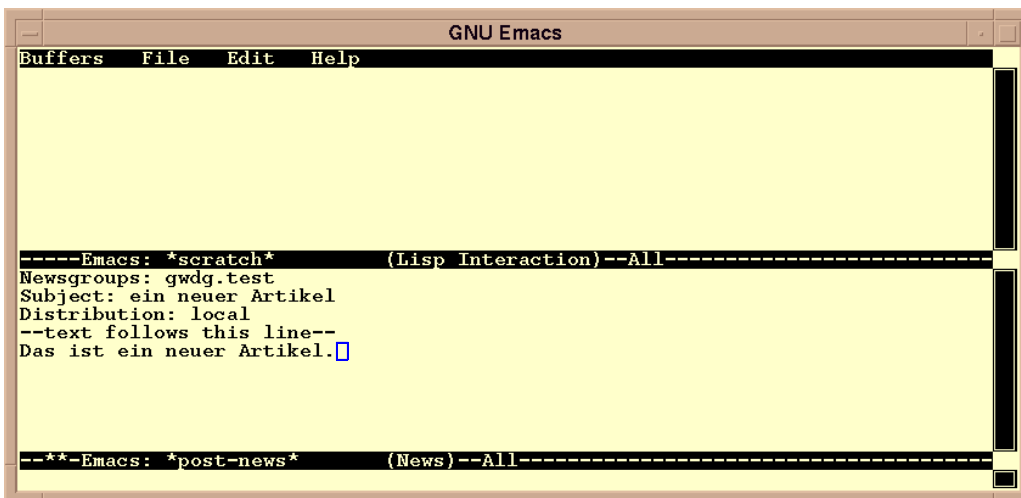 GNU Emacs
Buffers File Edit Help
-----Emacs: *scratch* (Lisp Interaction)--All---------------------------
Newsgroups: gwdg.test
Subject: ein neuer Artikel
Distribution: local
--text follows this line--
Das ist ein neuer Artikel.
--**-Emacs: *post-news* (News)--All---------------------------------------